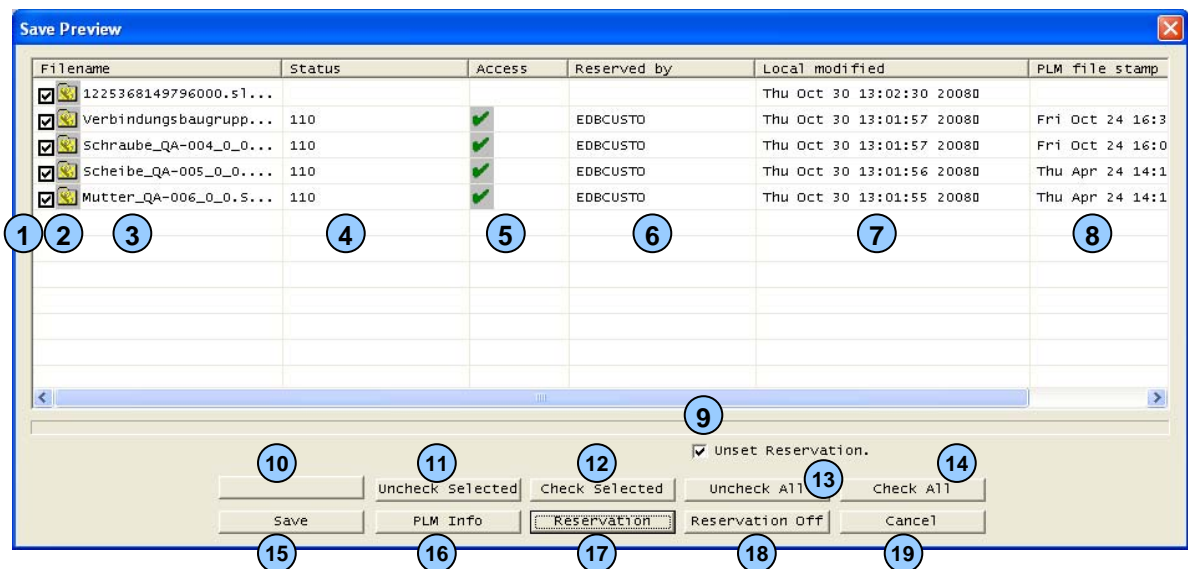 Save Preview
Filename Status Access Reserved by Local modified PLM file stamp
1225368149796000.sl... Thu Oct 30 13:02:30 2008▯
Verbindungsbaugrupp... 110 EDBCUSTO Thu Oct 30 13:01:57 2008▯ Fri Oct 24 16:3
Schraube_QA-004_0_0... 110 EDBCUSTO Thu Oct 30 13:01:57 2008▯ Fri Oct 24 16:0
Scheibe_QA-005_0_0.... 110 EDBCUSTO Thu Oct 30 13:01:56 2008▯ Thu Apr 24 14:1
Mutter_QA-006_0_0.S... 110 EDBCUSTO Thu Oct 30 13:01:55 2008▯ Thu Apr 24 14:1
1 2 3 4 5 6 7 8
9
Unset Reservation.
10 11 12 13 14
Uncheck Selected Check Selected Uncheck All Check All
Save PLM Info Reservation Reservation Off Cancel
15 16 17 18 19